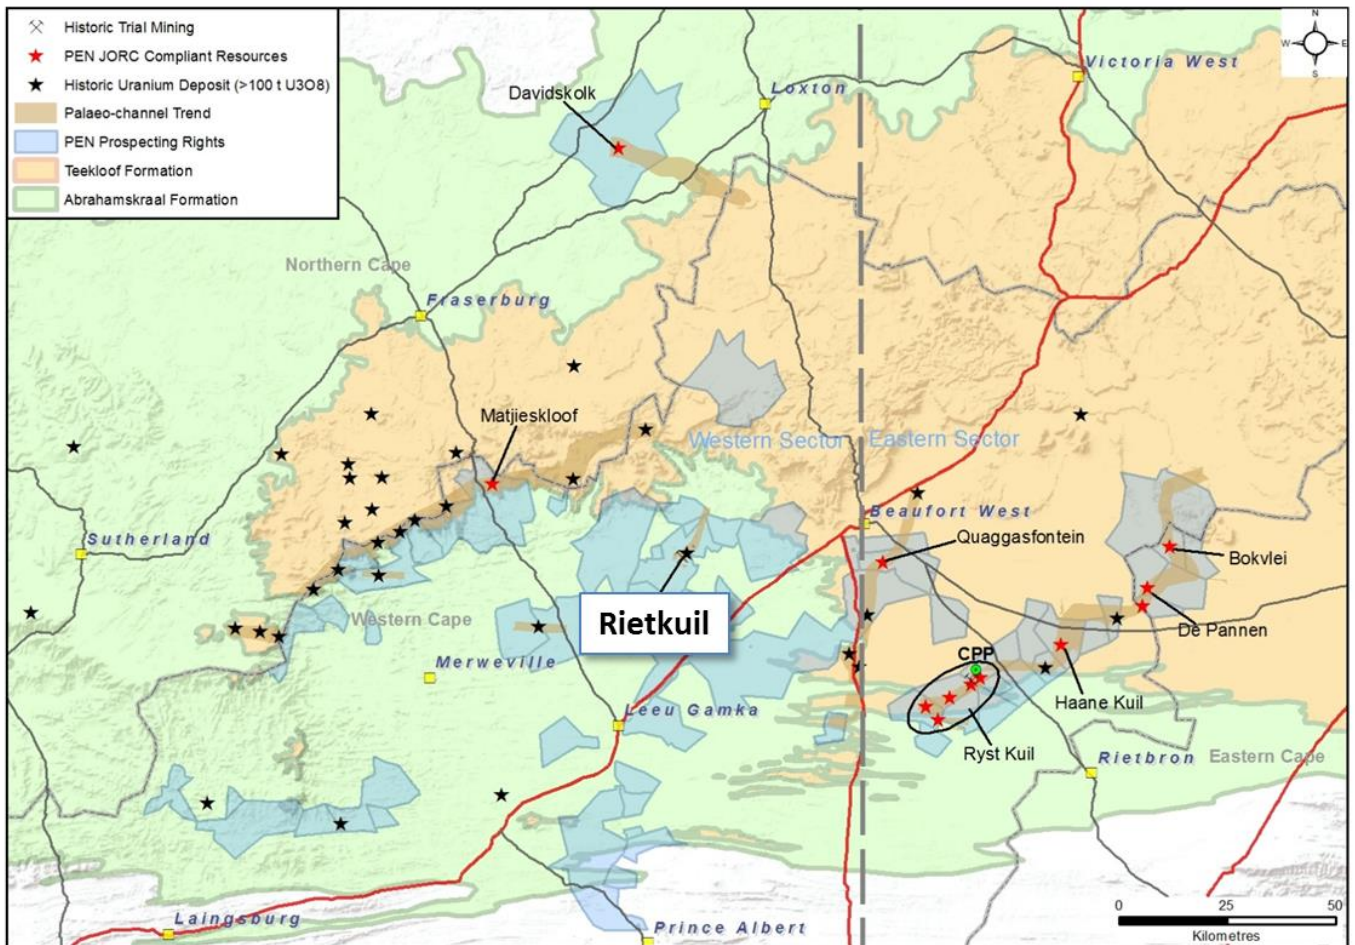 Historic Trial Mining
PEN JORC Compliant Resources
Historic Uranium Deposit (>100 t U3O8)
Palaeo-channel Trend
PEN Prospecting Rights
Teekloof Formation
Abrahamskraal Formation
N
W E
S
Victoria West
Davidskolk
Loxton
Northern Cape
Fraserburg
Matjieskloof
Western Sector
Eastern Sector
Beaufort West
Sutherland
Quaggasfontein
Bokvlei
Western Cape
Rietkuil
De Pannen
Merweville
CPP
Haane Kuil
Leeu Gamka
Ryst Kuil
Rietbron
Eastern Cape
0 25 50
Kilometres
Laingsburg
Prince Albert